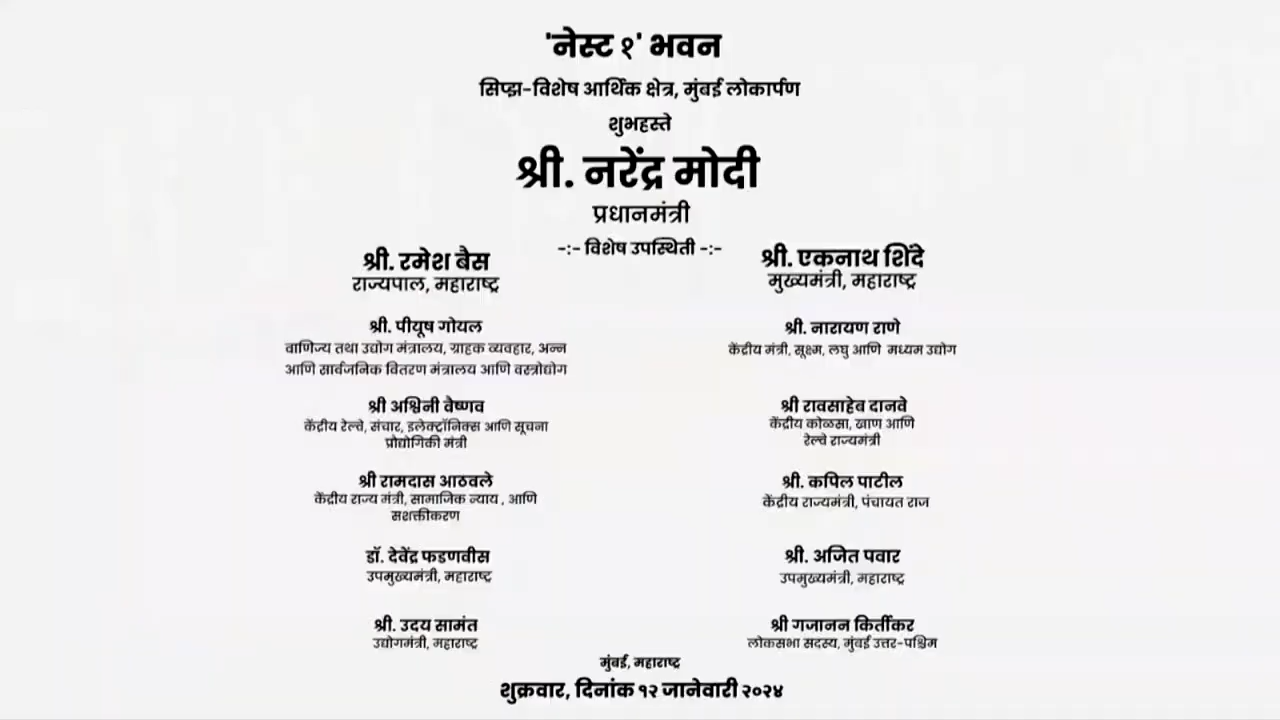 'नेस्ट १' भवन
सिप्झ-विशेष आर्थिक क्षेत्र, मुंबई लोकार्पण
शुभहस्ते
श्री. नरेंद्र मोदी
प्रधानमंत्री
-:- विशेष उपस्थिती -:-
श्री. रमेश बैस
राज्यपाल, महाराष्ट्र
श्री. पीयूष गोयल
वाणिज्य तथा उद्योग मंत्रालय, ग्राहक व्यवहार, अन्न
आणि सार्वजनिक वितरण मंत्रालय आणि वस्त्रोद्योग
श्री अश्विनी वैष्णव
केंद्रीय रेल्वे, संचार, इलेक्ट्रॉनिक्स आणि सूचना
प्रौद्योगिकी मंत्री
श्री रामदास आठवले
केंद्रीय राज्य मंत्री, सामाजिक न्याय , आणि
सशक्तीकरण
डॉ. देवेंद्र फडणवीस
उपमुख्यमंत्री, महाराष्ट्र
श्री. उदय सामंत
उद्योगमंत्री, महाराष्ट्र
श्री. एकनाथ शिंदे
मुख्यमंत्री, महाराष्ट्र
श्री. नारायण राणे
केंद्रीय मंत्री, सूक्ष्म, लघु आणि मध्यम उद्योग
श्री रावसाहेब दानवे
केंद्रीय कोळसा, खाण आणि
रेल्वे राज्यमंत्री
श्री. कपिल पाटील
केंद्रीय राज्यमंत्री, पंचायत राज
श्री. अजित पवार
उपमुख्यमंत्री, महाराष्ट्र
श्री गजानन किर्तीकर
लोकसभा सदस्य, मुंबई उत्तर-पश्चिम
मुंबई, महाराष्ट्र
शुक्रवार, दिनांक १२ जानेवारी २०२४